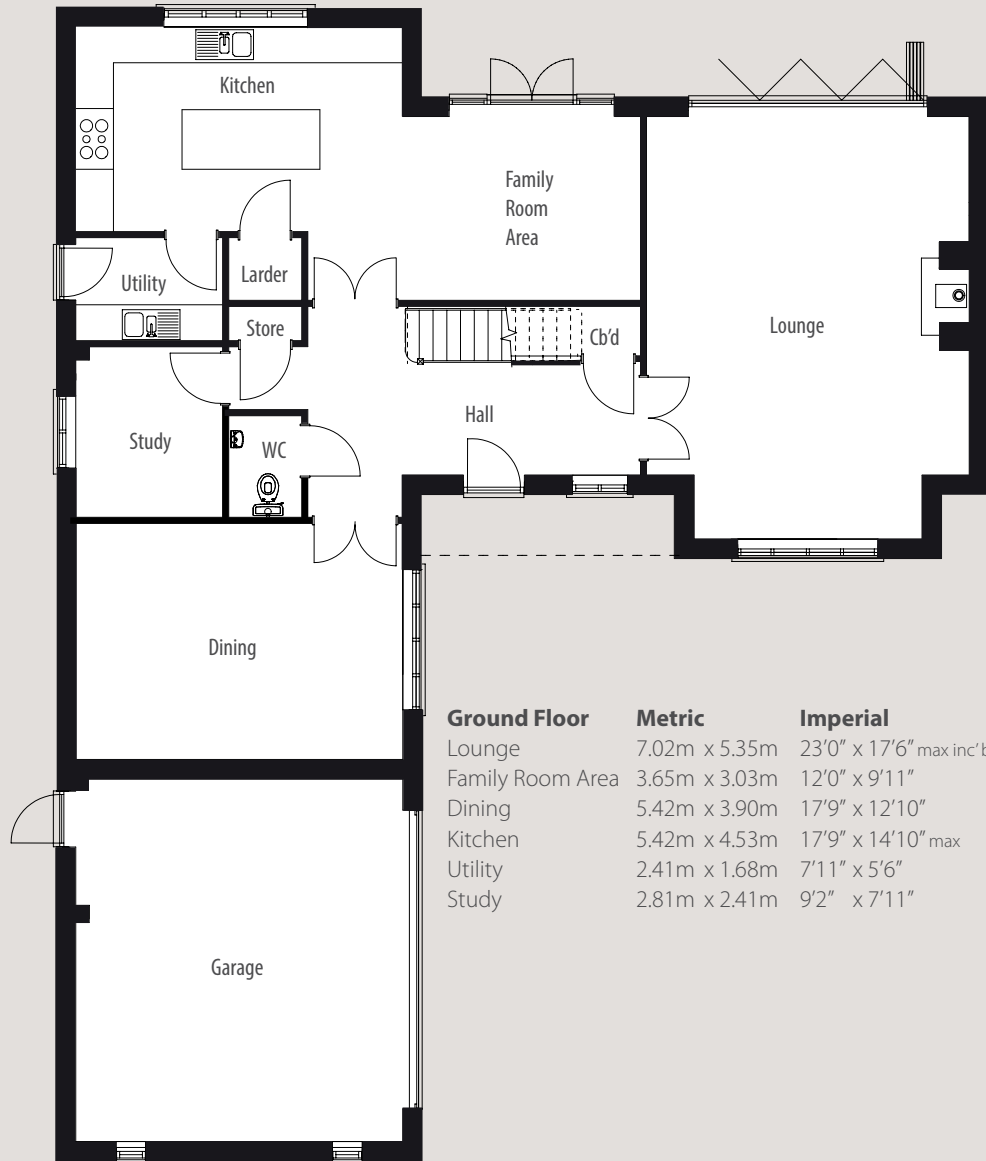 Kitchen
Family
Room
Area
Larder
Utility
Store
Cb'd
Lounge
Hall
Study
WC
Dining
Ground Floor Metric Imperial
Lounge 7.02m x 5.35m 23'0" x 17'6" max inc'
Family Room Area 3.65m x 3.03m 12'0" x 9'11"
Dining 5.42m x 3.90m 17'9" x 12'10"
Kitchen 5.42m x 4.53m 17'9" x 14'10" max
Utility 2.41m x 1.68m 7'11" x 5'6"
Study 2.81m x 2.41m 9'2" x 7'11"
Garage